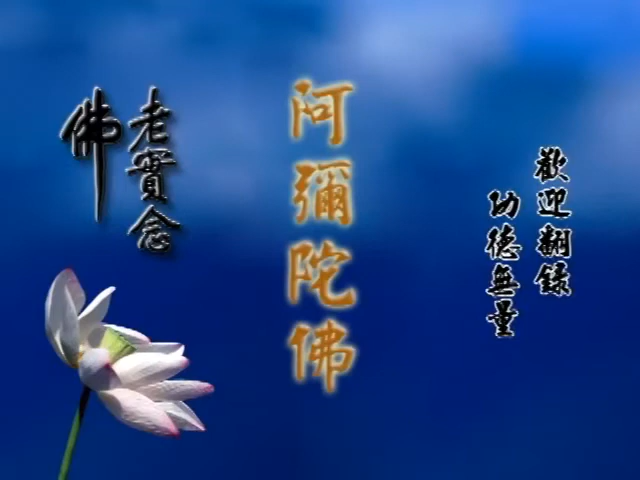 歡迎翻錄
功德無量
阿彌陀佛
老實念
佛